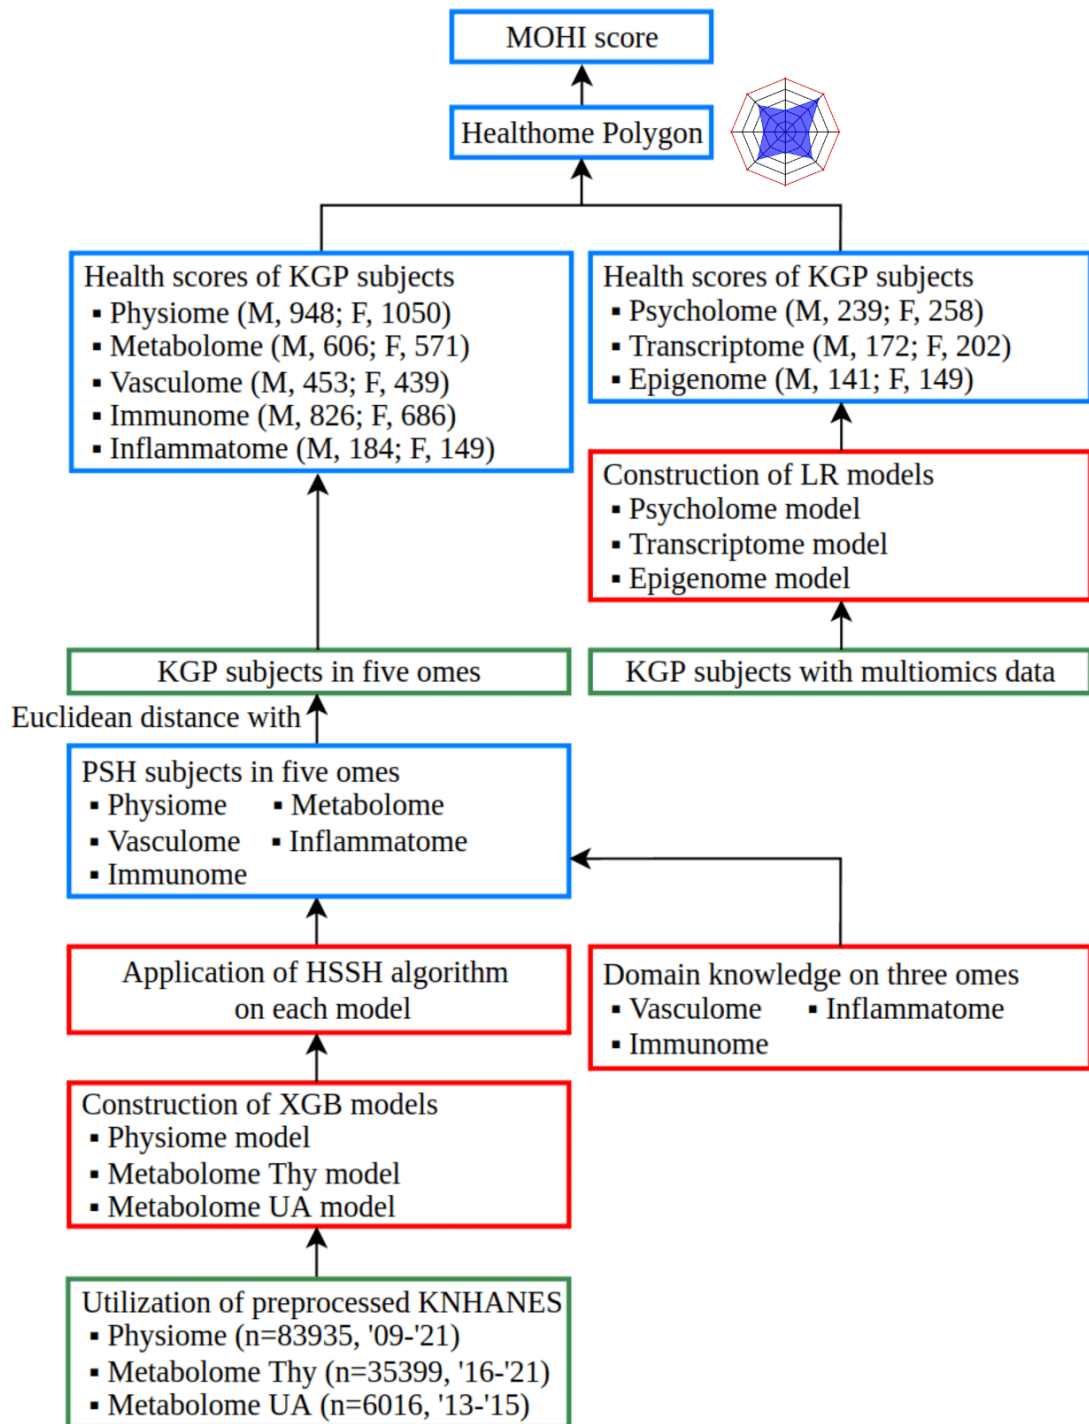 MOHI score
Healthome Polygon
Health scores of KGP subjects
▪ Physiome (M, 948; F, 1050)
▪ Metabolome (M, 606; F, 571)
▪ Vasculome (M, 453; F, 439)
▪ Immunome (M, 826; F, 686)
▪ Inflammatome (M, 184; F, 149)
Health scores of KGP subjects
▪ Psycholome (M, 239; F, 258)
▪ Transcriptome (M, 172; F, 202)
▪ Epigenome (M, 141; F, 149)
Construction of LR models
▪ Psycholome model
▪ Transcriptome model
▪ Epigenome model
KGP subjects in five omes
KGP subjects with multiomics data
Euclidean distance with
PSH subjects in five omes
▪ Physiome ▪ Metabolome
▪ Vasculome ▪ Inflammatome
▪ Immunome
Application of HSSH algorithm
on each model
Domain knowledge on three omes
▪ Vasculome ▪ Inflammatome
▪ Immunome
Construction of XGB models
▪ Physiome model
▪ Metabolome Thy model
▪ Metabolome UA model
Utilization of preprocessed KNHANES
▪ Physiome (n=83935, '09-'21)
▪ Metabolome Thy (n=35399, '16-'21)
▪ Metabolome UA (n=6016, '13-'15)